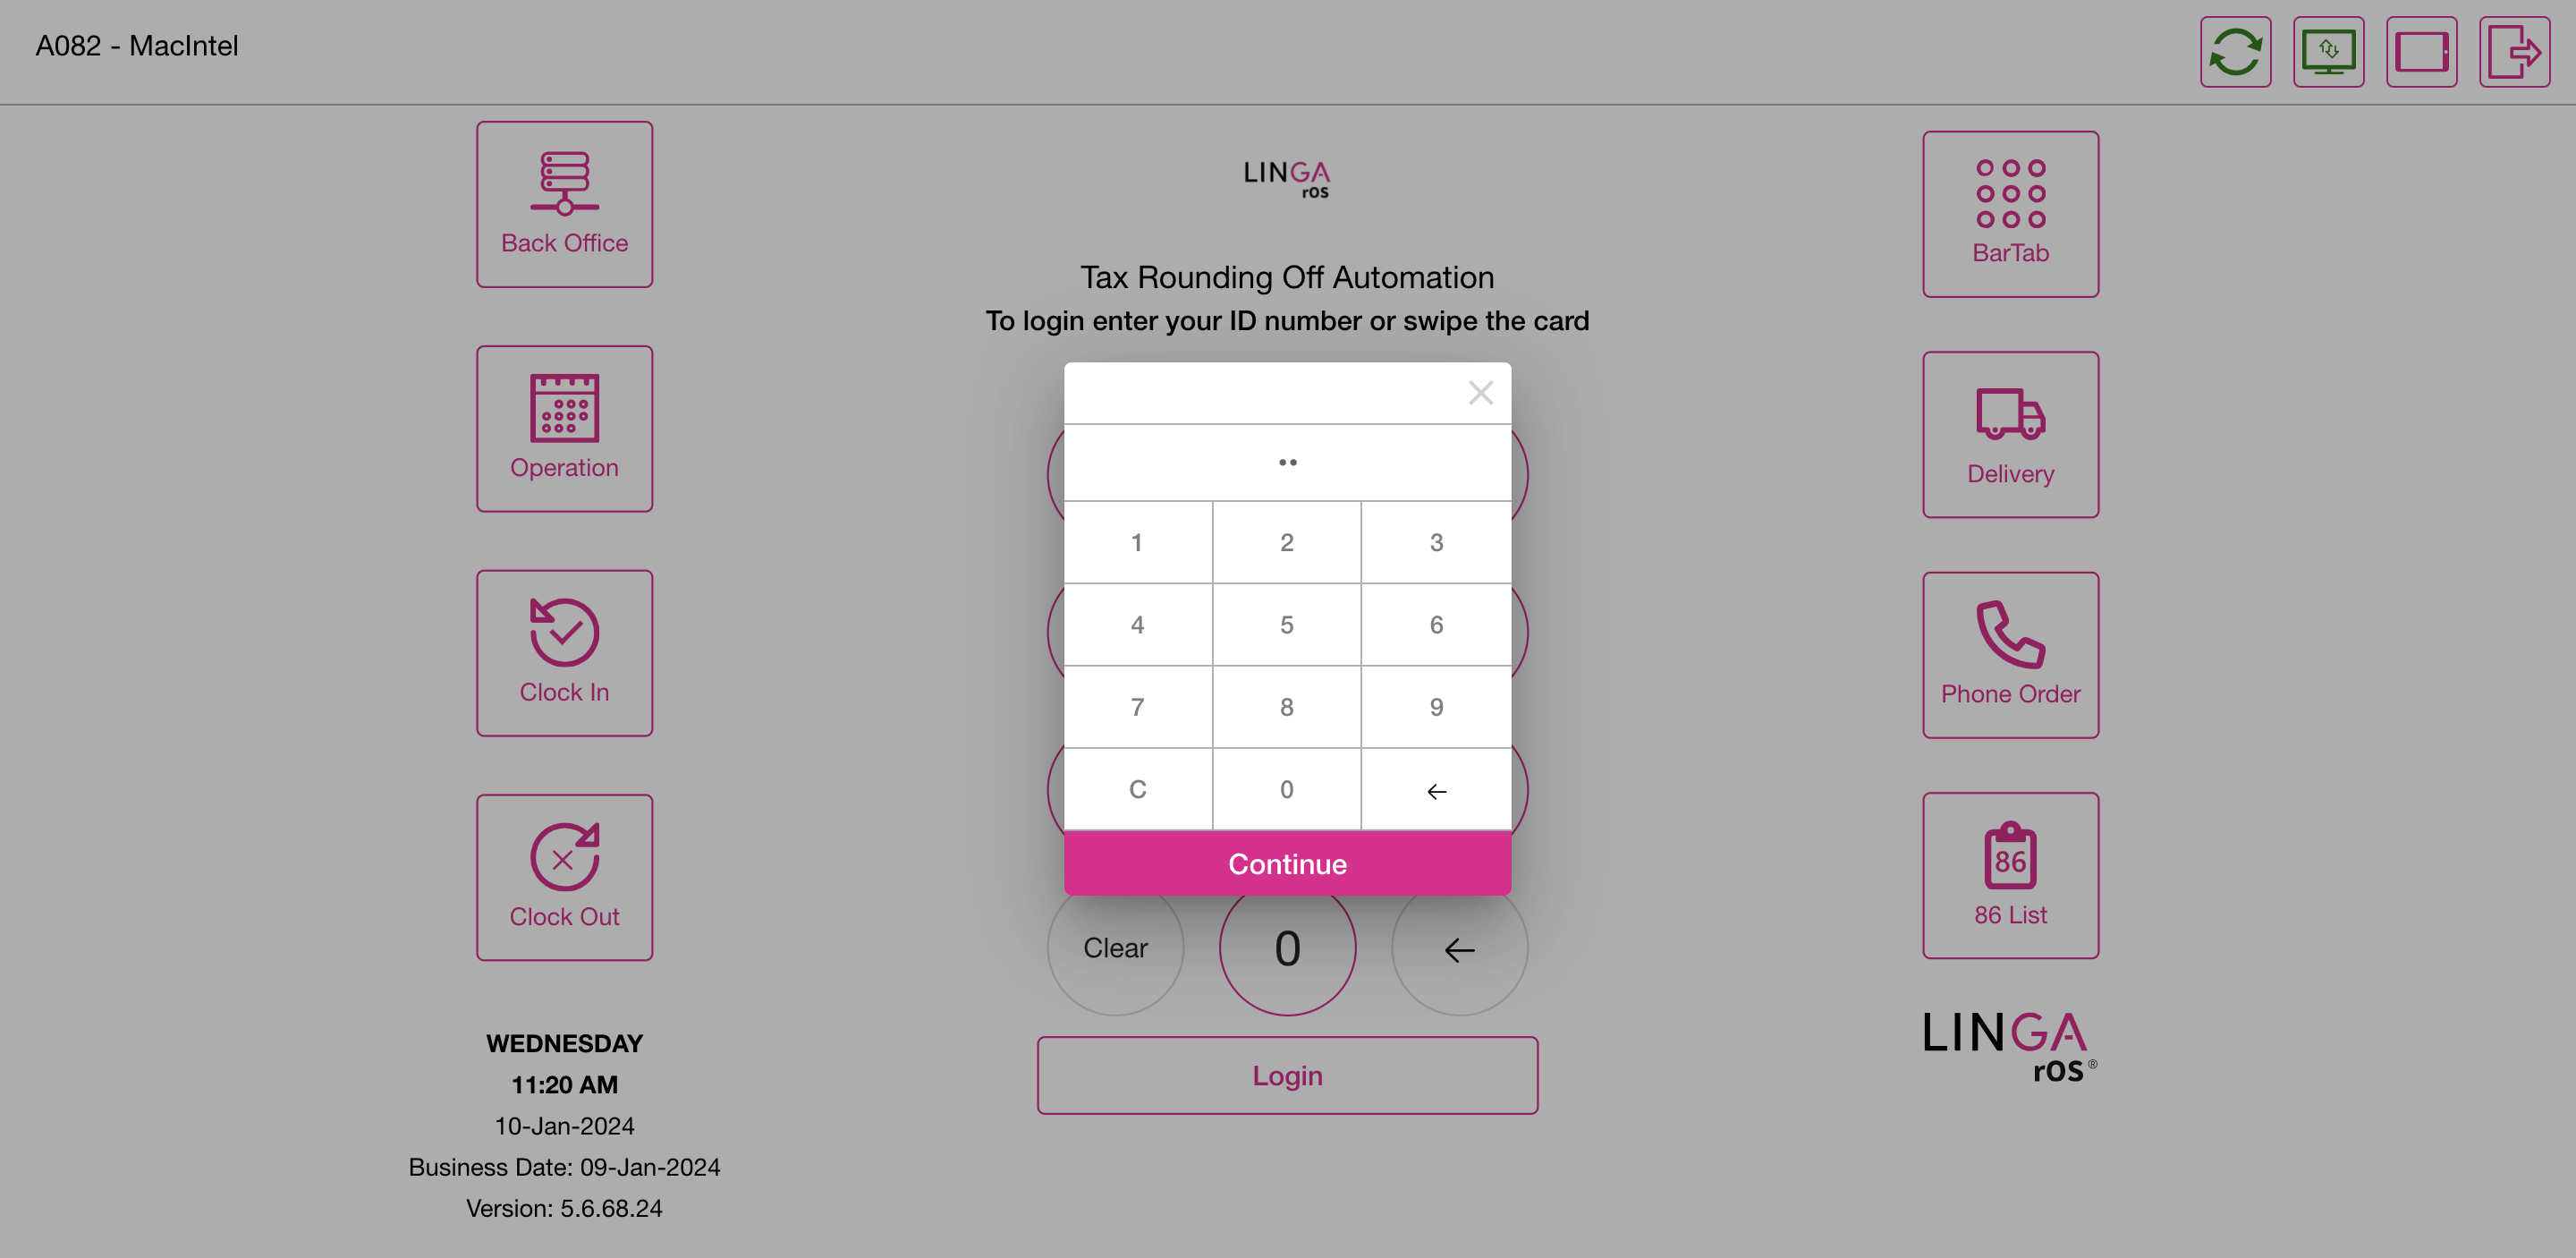 A082 - MacIntel
Back Office
Operation
Clock In
Clock Out
WEDNESDAY
11:20 AM
10-Jan-2024
Business Date: 09-Jan-2024
Version: 5.6.68.24
LINGA
rOS
Tax Rounding Off Automation
To login enter your ID number or swipe the card
1 2 3
4 5 6
7 8 9
C 0
Continue
Clear 0
Login
BarTab
Delivery
Phone Order
86
86 List
LINGA
rOS®